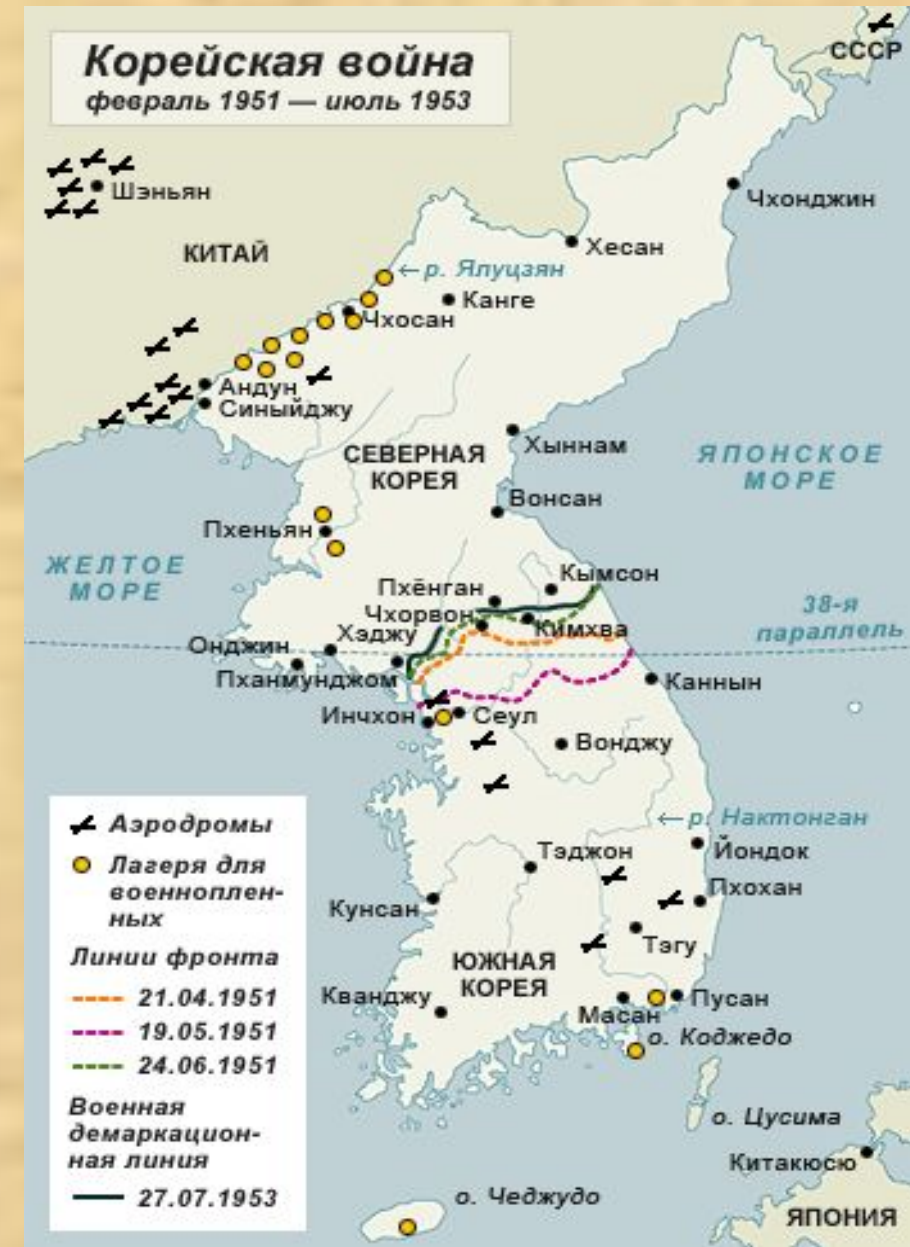 Корейская война
февраль 1951 — июль 1953
СССР
Шэньян
Чхонджин
КИТАЙ
Хесан
←р. Ялуцзян
Канге
Чхосан
Андун
Синыйджу
Хыннам
СЕВЕРНАЯ
КОРЕЯ
ЯПОНСКОЕ
МОРЕ
Вонсан
Пхеньян
ЖЕЛТОЕ
МОРЕ
Кымсон
Пхёнган
Чхорвон
Кимхва
38-я
параллель
Хэджу
Онджин
Пханмунджом
Каннын
Инчхон
Сеул
Вонджу
←р. Нактонган
Тэджон
Йондок
Пхохан
Кунсан
Тэгу
ЮЖНАЯ
КОРЕЯ
Кванджу
Масан
Пусан
о. Коджедо
о. Цусима
Китакюсю
о. Чеджудо
ЯПОНИЯ
Аэродромы
Лагеря для
военноплен-
ных
Линии фронта
21.04.1951
19.05.1951
24.06.1951
Военная
демаркацион-
ная линия
27.07.1953